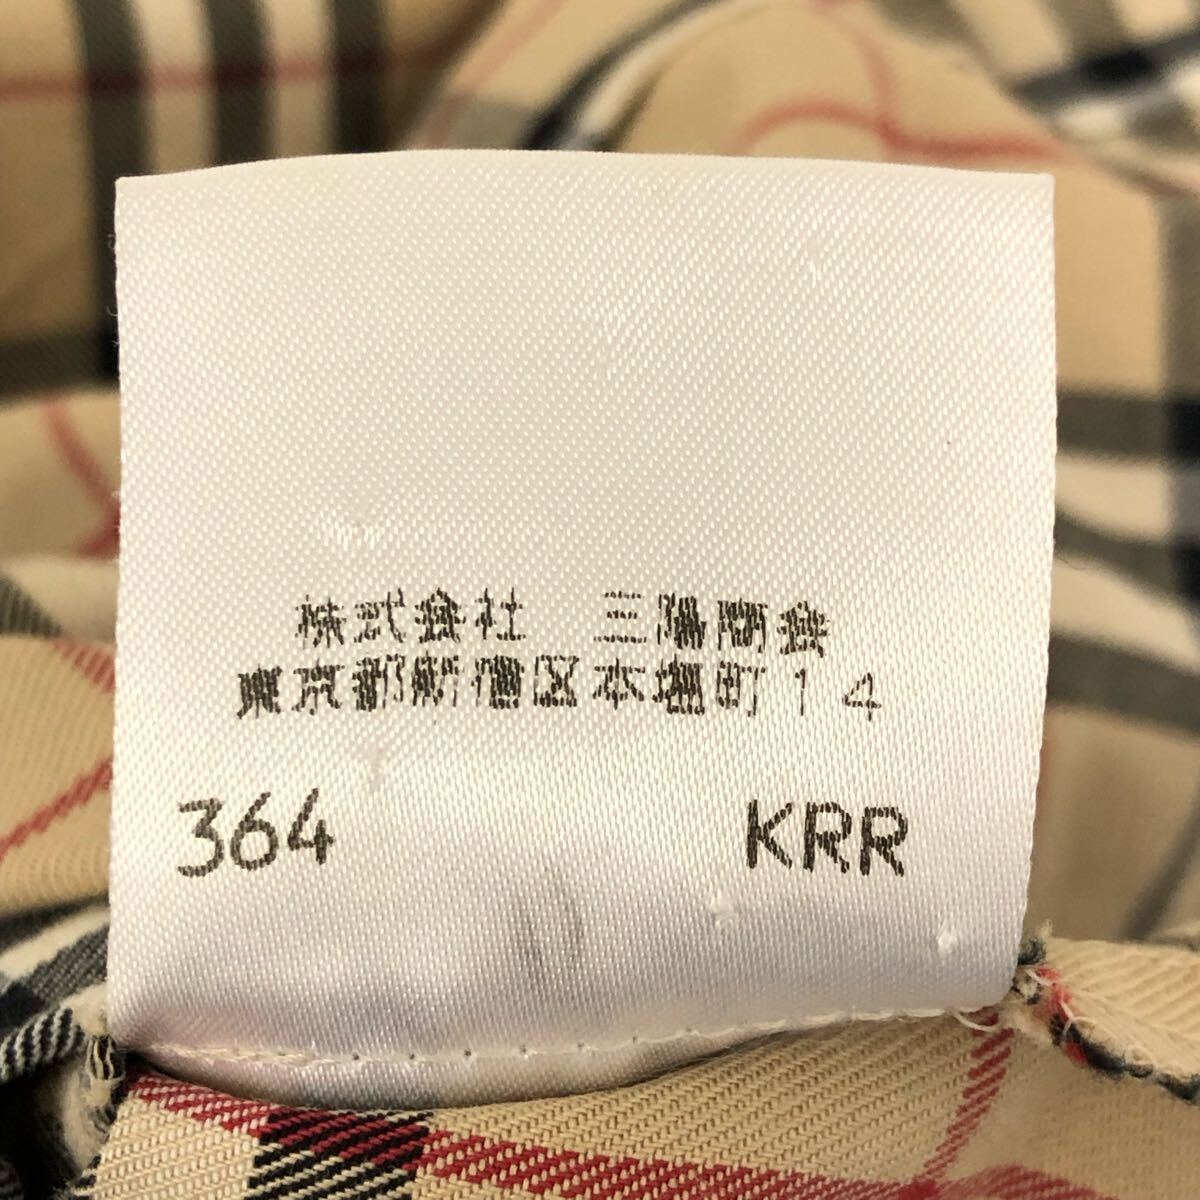 株式会社　三陽商会
東京都新宿区本塩町１４
364　KRR